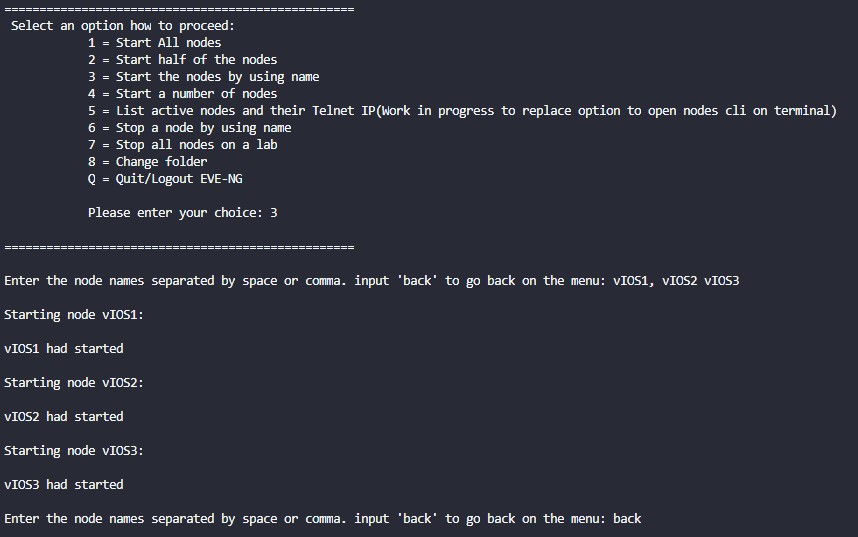 ==================================================
Select an option how to proceed:
1 = Start All nodes
2 = Start half of the nodes
3 = Start the nodes by using name
4 = Start a number of nodes
5 = List active nodes and their Telnet IP(Work in progress to replace option to open nodes cli on terminal)
6 = Stop a node by using name
7 = Stop all nodes on a lab
8 = Change folder
Q = Quit/Logout EVE-NG
Please enter your choice: 3
==================================================
Enter the node names separated by space or comma. input 'back' to go back on the menu: vIOS1, vIOS2 vIOS3
Starting node vIOS1:
vIOS1 had started
Starting node vIOS2:
vIOS2 had started
Starting node vIOS3:
vIOS3 had started
Enter the node names separated by space or comma. input 'back' to go back on the menu: back